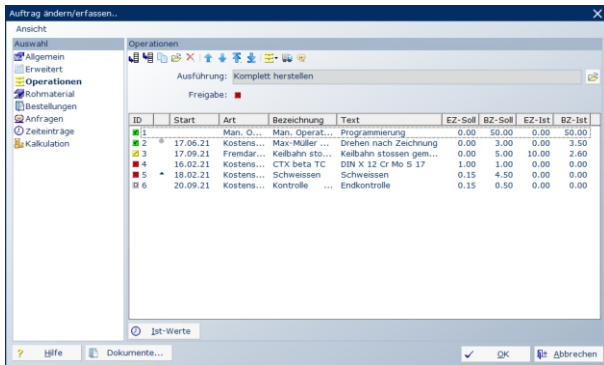 Auftrag ändern/erfassen..
Ansicht
Auswahl
Allgemein
Erweitert
Operationen
Rohmaterial
Bestellungen
Anfragen
Zeiteinträge
Kalkulation
Operationen
Ausführung: Komplett herstellen
Freigabe:
ID Start Art Bezeichnung Text EZ-Soll BZ-Soll EZ-Ist BZ-Ist
1 Man. O... Man. Operat... Programmierung 0.00 50.00 0.00 50.00
2 17.06.21 Kostens... Max-Müller ... Drehen nach Zeichnung 0.00 3.00 0.00 3.50
3 17.09.21 Fremdar... Keilbahn sto... Keilbahn stossen gem... 0.00 5.00 10.00 2.60
4 16.02.21 Kostens... CTX beta TC DIN X 12 Cr Mo S 17 1.00 1.00 0.00 0.00
5 18.02.21 Kostens... Schweissen Schweissen 0.15 4.50 0.00 0.00
6 20.09.21 Kostens... Kontrolle ... Endkontrolle 0.15 0.50 0.00 0.00
Ist-Werte
Hilfe Dokumente... OK Abbrechen